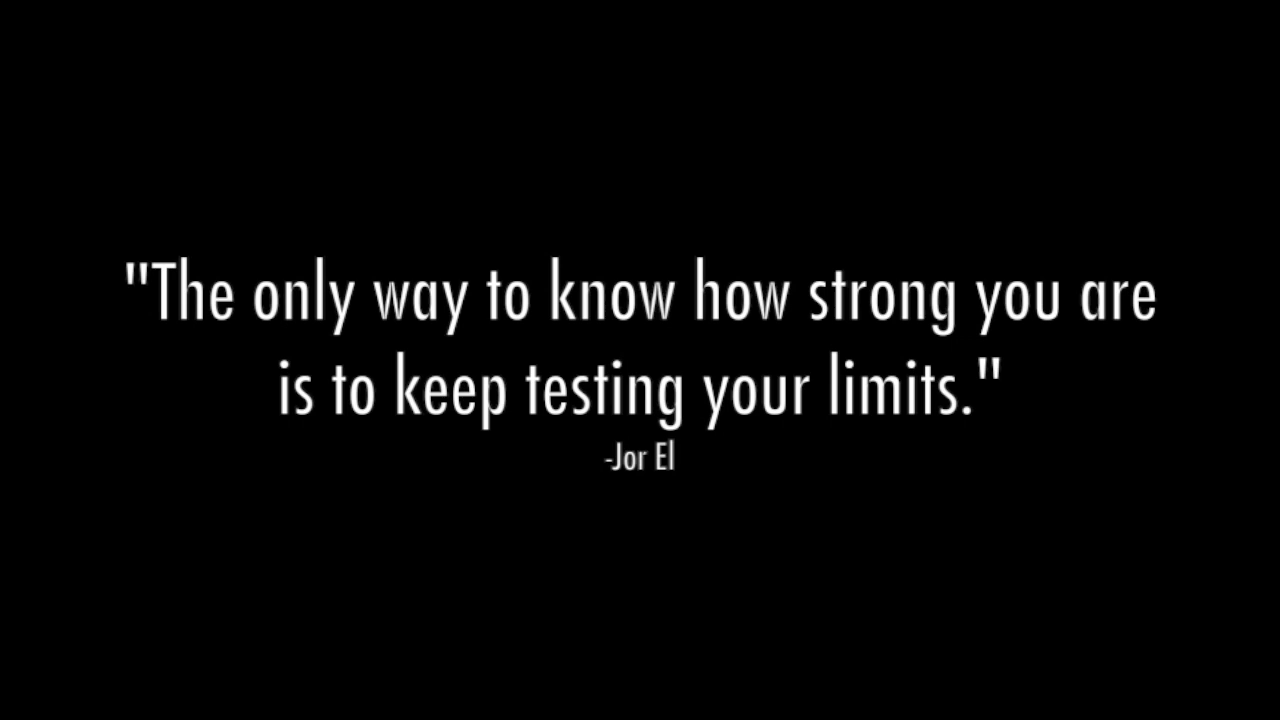 "The only way to know how strong you are
is to keep testing your limits."
-Jor El